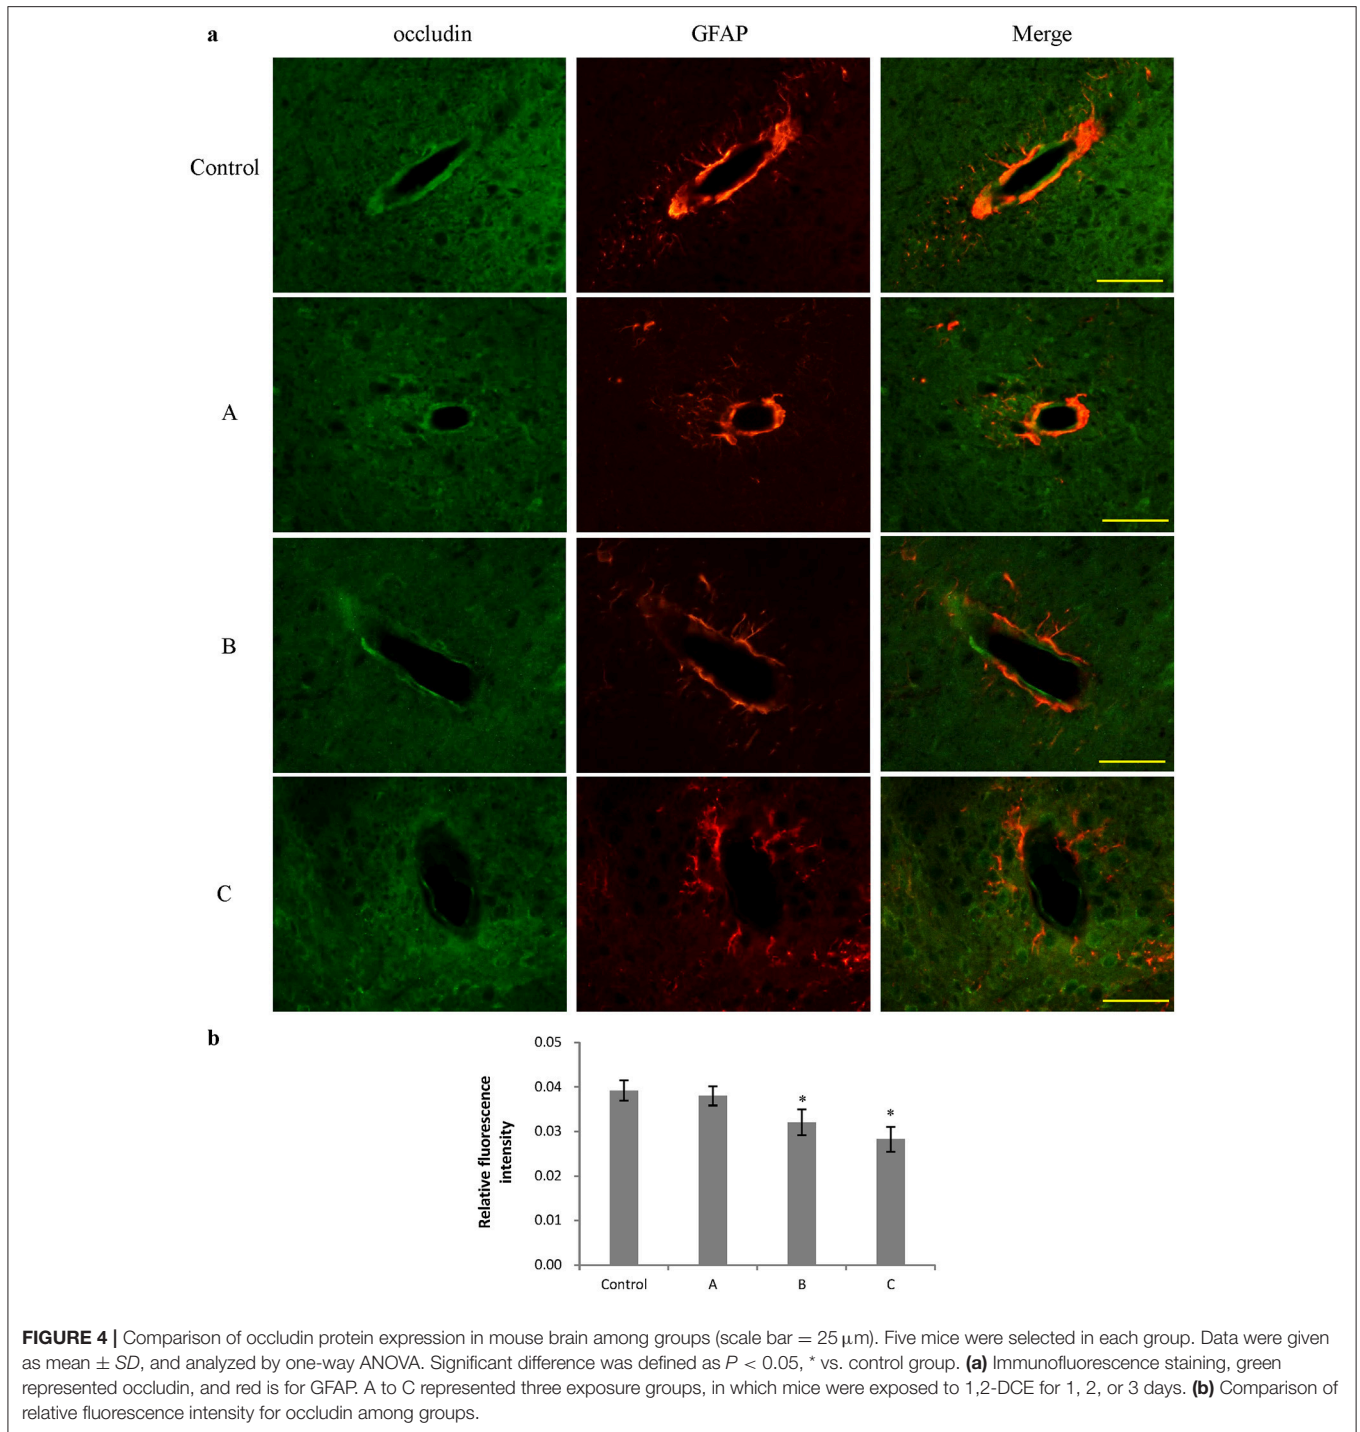 a
occludin GFAP Merge
Control
A
B
C
b
Relative fluorescence
intensity
0.05
0.04
0.03
0.02
0.01
0.00
* *
Control A B C
FIGURE 4 | Comparison of occludin protein expression in mouse brain among groups (scale bar = 25 μm). Five mice were selected in each group. Data were given
as mean ± SD, and analyzed by one-way ANOVA. Significant difference was defined as P < 0.05, * vs. control group. (a) Immunofluorescence staining, green
represented occludin, and red is for GFAP. A to C represented three exposure groups, in which mice were exposed to 1,2-DCE for 1, 2, or 3 days. (b) Comparison of
relative fluorescence intensity for occludin among groups.